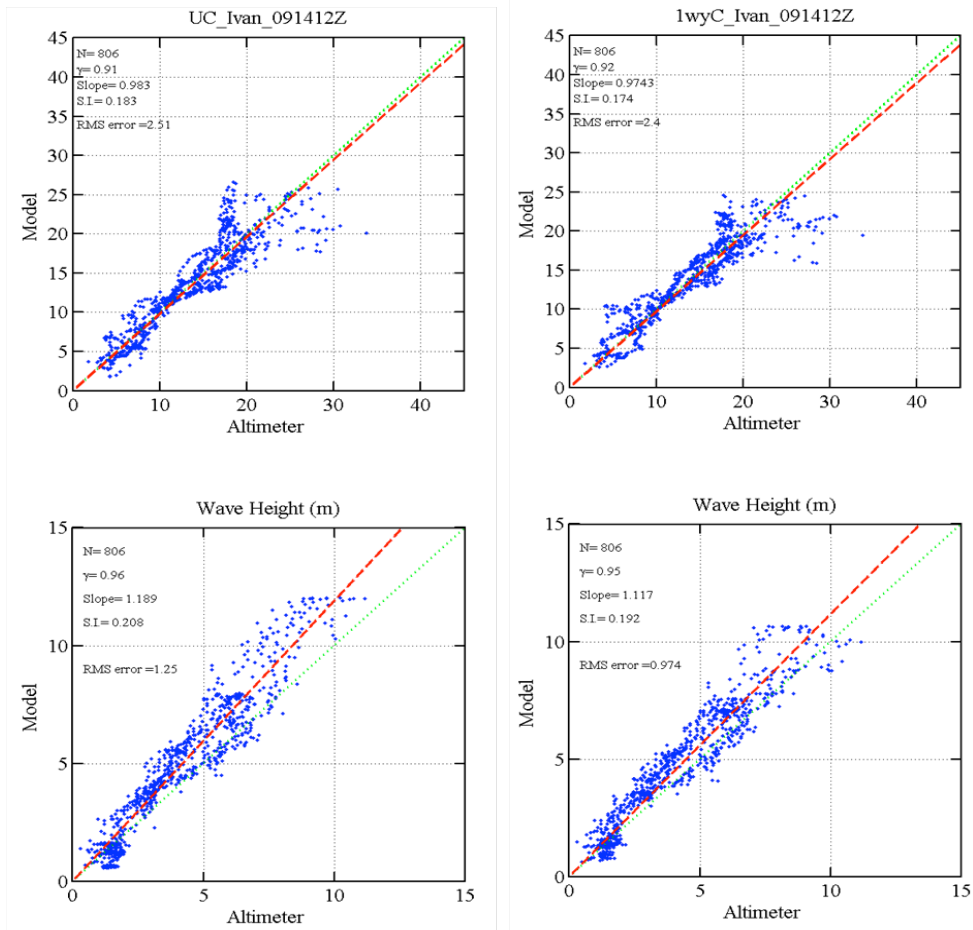 UC_Ivan_091412Z
45
40
35
30
25
20
15
10
5
0
N= 806
γ= 0.91
Slope= 0.983
S.I.= 0.183
RMS error =2.51
Model
0 10 20 30 40
Altimeter
1wyC_Ivan_091412Z
45
40
35
30
25
20
15
10
5
0
N= 806
γ= 0.92
Slope= 0.9743
S.I.= 0.174
RMS error =2.4
Model
0 10 20 30 40
Altimeter
Wave Height (m)
15
10
5
0
N= 806
γ= 0.96
Slope= 1.189
S.I.= 0.208
RMS error =1.25
Model
0 5 10 15
Altimeter
Wave Height (m)
15
10
5
0
N= 806
γ= 0.95
Slope= 1.117
S.I.= 0.192
RMS error =0.974
Model
0 5 10 15
Altimeter